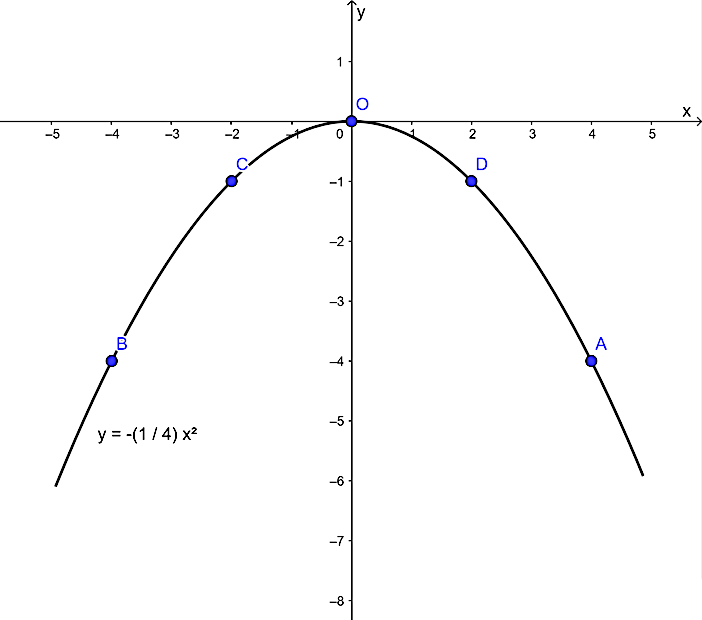 y
1
O
x
–5 –4 –3 –2 –1 0 1 2 3 4 5
C D
–1
–2
–3
B A
–4
–5
y = -(1 / 4) x²
–6
–7
–8